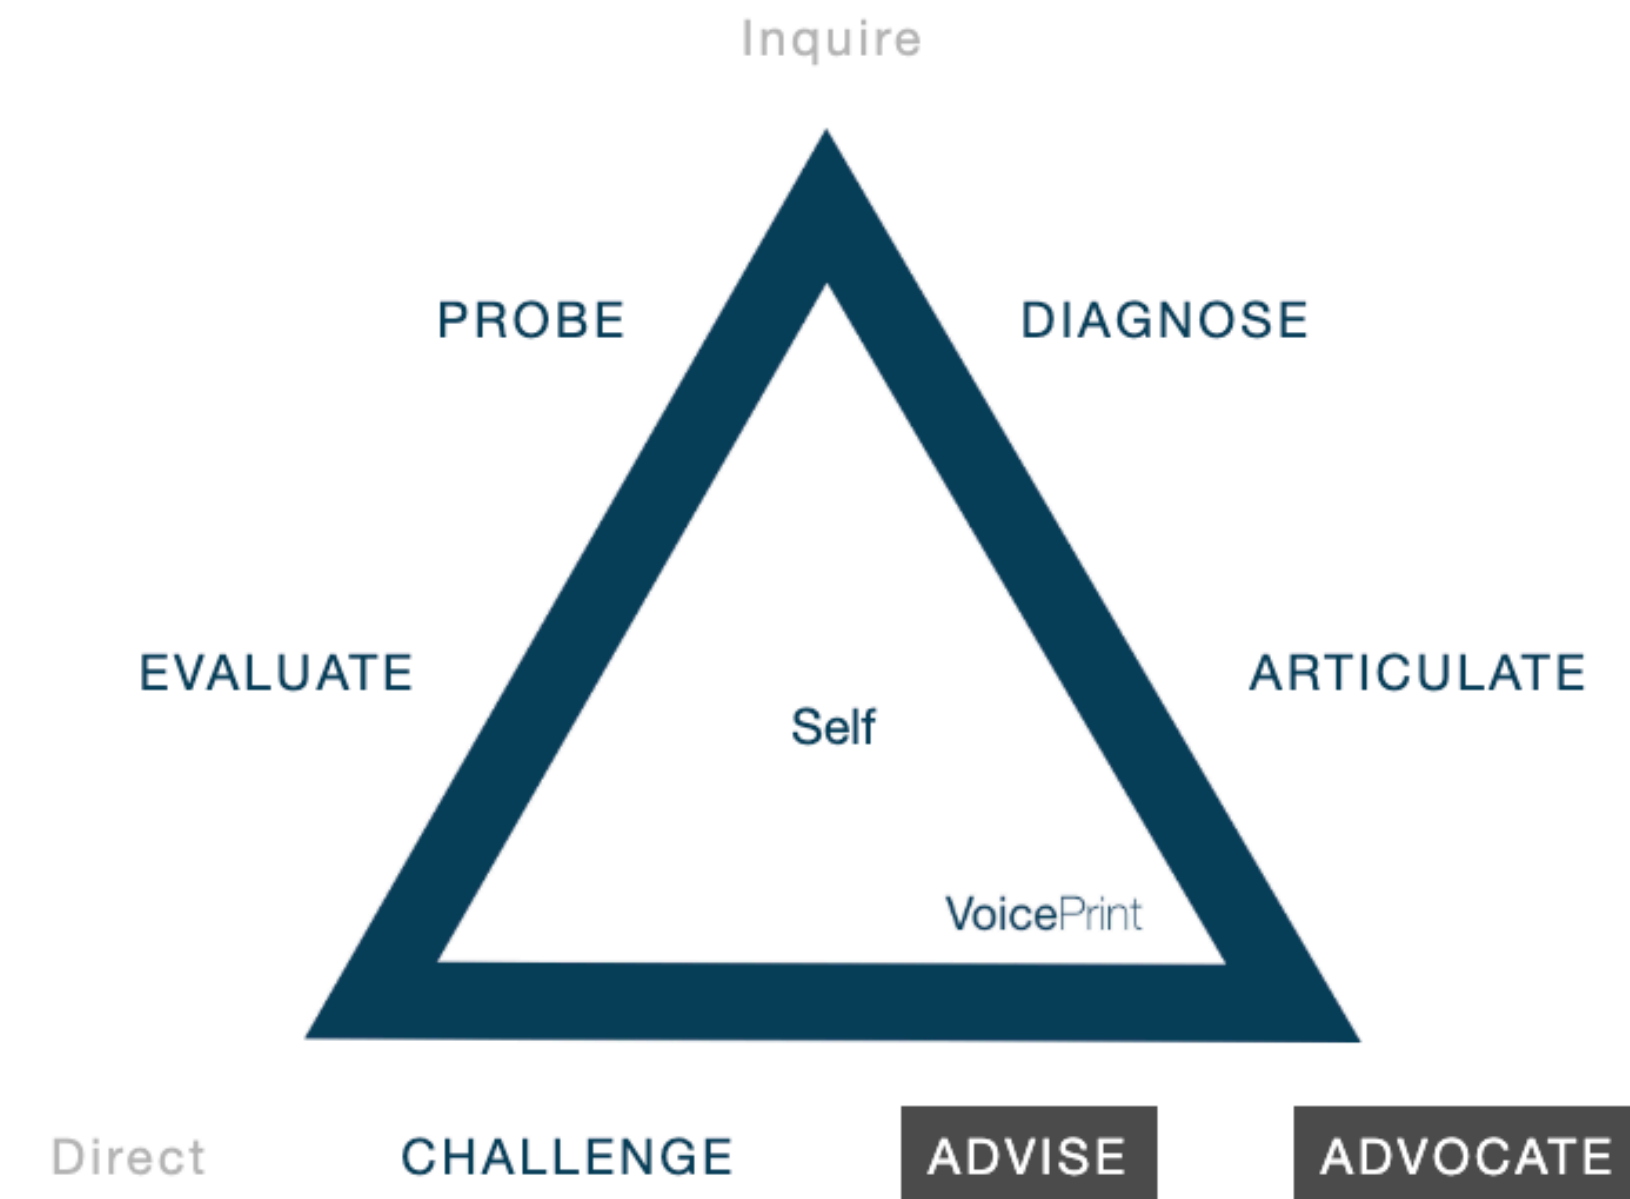 Inquire
PROBE
DIAGNOSE
EVALUATE
ARTICULATE
Self
VoicePrint
Direct
CHALLENGE
ADVISE
ADVOCATE